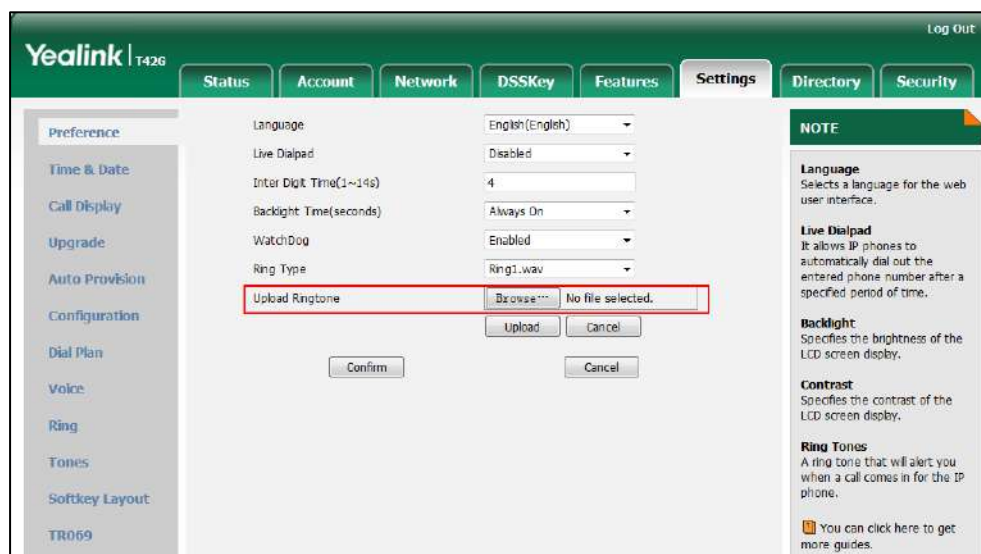 Log Out
Yealink | T42G
Status
Account
Network
DSSKey
Features
Settings
Directory
Security
Preference
Time & Date
Call Display
Upgrade
Auto Provision
Configuration
Dial Plan
Voice
Ring
Tones
Softkey Layout
TR069
Language English(English)
Live Dialpad Disabled
Inter Digit Time(1~14s) 4
Backlight Time(seconds) Always On
WatchDog Enabled
Ring Type Ring1.wav
Upload Ringtone Browse... No file selected.
Upload Cancel
Confirm Cancel
NOTE
Language
Selects a language for the web
user interface.
Live Dialpad
It allows IP phones to
automatically dial out the
entered phone number after a
specified period of time.
Backlight
Specifies the brightness of the
LCD screen display.
Contrast
Specifies the contrast of the
LCD screen display.
Ring Tones
A ring tone that will alert you
when a call comes in for the IP
phone.
You can click here to get
more guides.